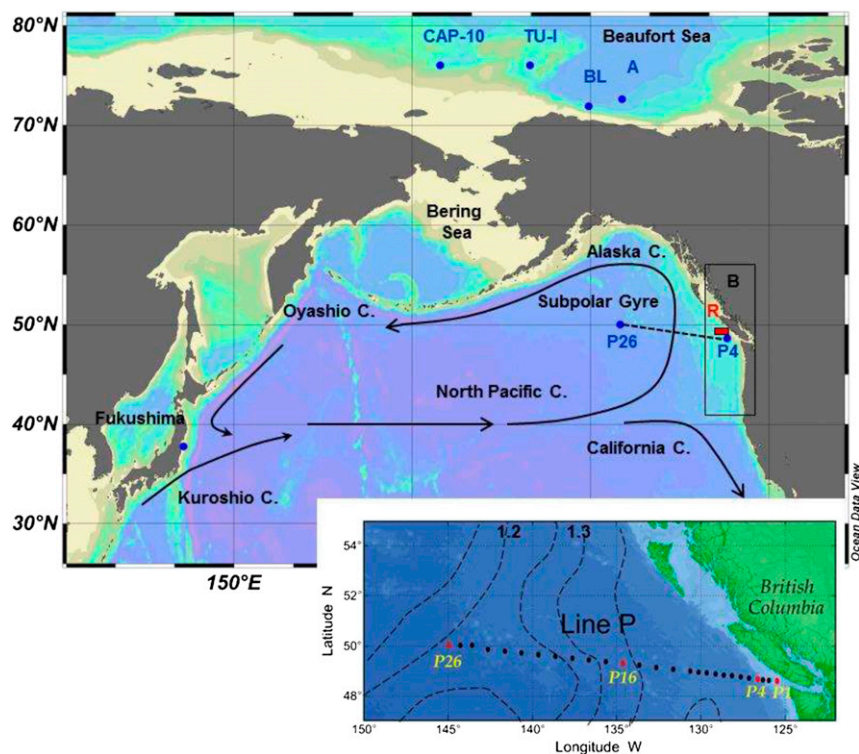 80°N
CAP-10
TU-I
Beaufort Sea
BL
A
70°N
60°N
Bering
Sea
Alaska C.
B
Oyashio C.
Subpolar Gyre
R
50°N
P26
P4
North Pacific C.
Fukushima
40°N
California C.
Kuroshio C.
30°N
150°E
Ocean Data View
54°
1.2
1.3
British
Columbia
52°
Line P
Latitude N
50°
P26
P16
P4
P1
48°
150°
145°
140°
135°
130°
125°
Longitude W